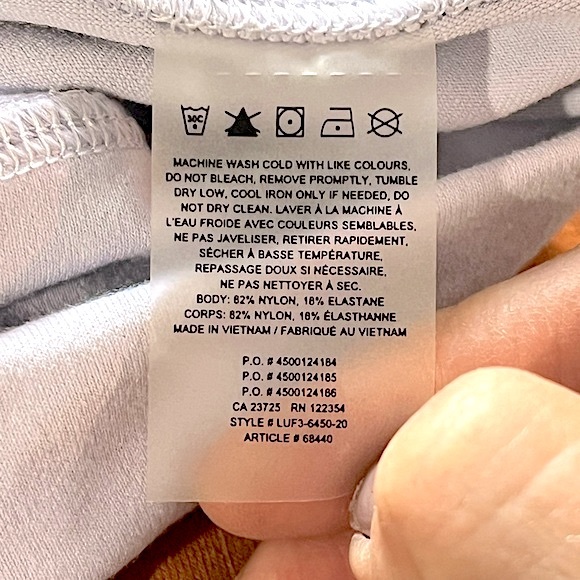 30C
MACHINE WASH COLD WITH LIKE COLOURS,
DO NOT BLEACH, REMOVE PROMPTLY, TUMBLE
DRY LOW, COOL IRON ONLY IF NEEDED, DO
NOT DRY CLEAN. LAVER À LA MACHINE À
L'EAU FROIDE AVEC COULEURS SEMBLABLES,
NE PAS JAVELISER, RETIRER RAPIDEMENT,
SÉCHER À BASSE TEMPÉRATURE,
REPASSAGE DOUX SI NÉCESSAIRE,
NE PAS NETTOYER À SEC.
BODY: 82% NYLON, 18% ELASTANE
CORPS: 82% NYLON, 18% ÉLASTHANNE
MADE IN VIETNAM / FABRIQUÉ AU VIETNAM
P.O. # 4500124184
P.O. # 4500124185
P.O. # 4500124186
CA 23725 RN 122354
STYLE # LUF3-6450-20
ARTICLE # 68440